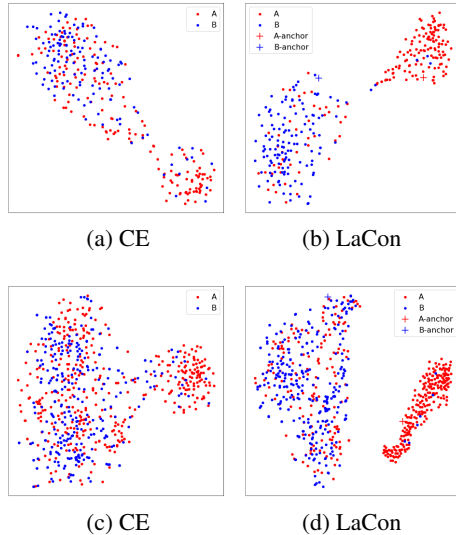 A
B
A
B
A-anchor
B-anchor
(a) CE
(b) LaCon
A
B
A
B
A-anchor
B-anchor
(c) CE
(d) LaCon